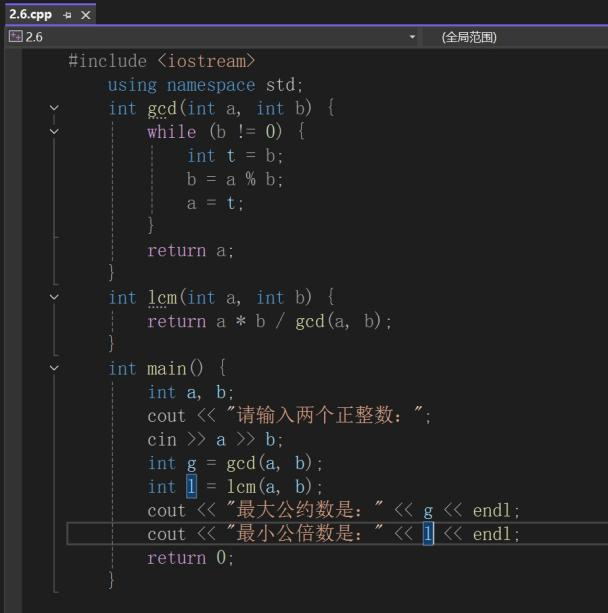 2.6.cpp
2.6 (全局范围)
#include <iostream>
using namespace std;
int gcd(int a, int b) {
while (b != 0) {
int t = b;
b = a % b;
a = t;
}
return a;
}
int lcm(int a, int b) {
return a * b / gcd(a, b);
}
int main() {
int a, b;
cout << "请输入两个正整数：";
cin >> a >> b;
int g = gcd(a, b);
int l = lcm(a, b);
cout << "最大公约数是：" << g << endl;
cout << "最小公倍数是：" << l << endl;
return 0;
}